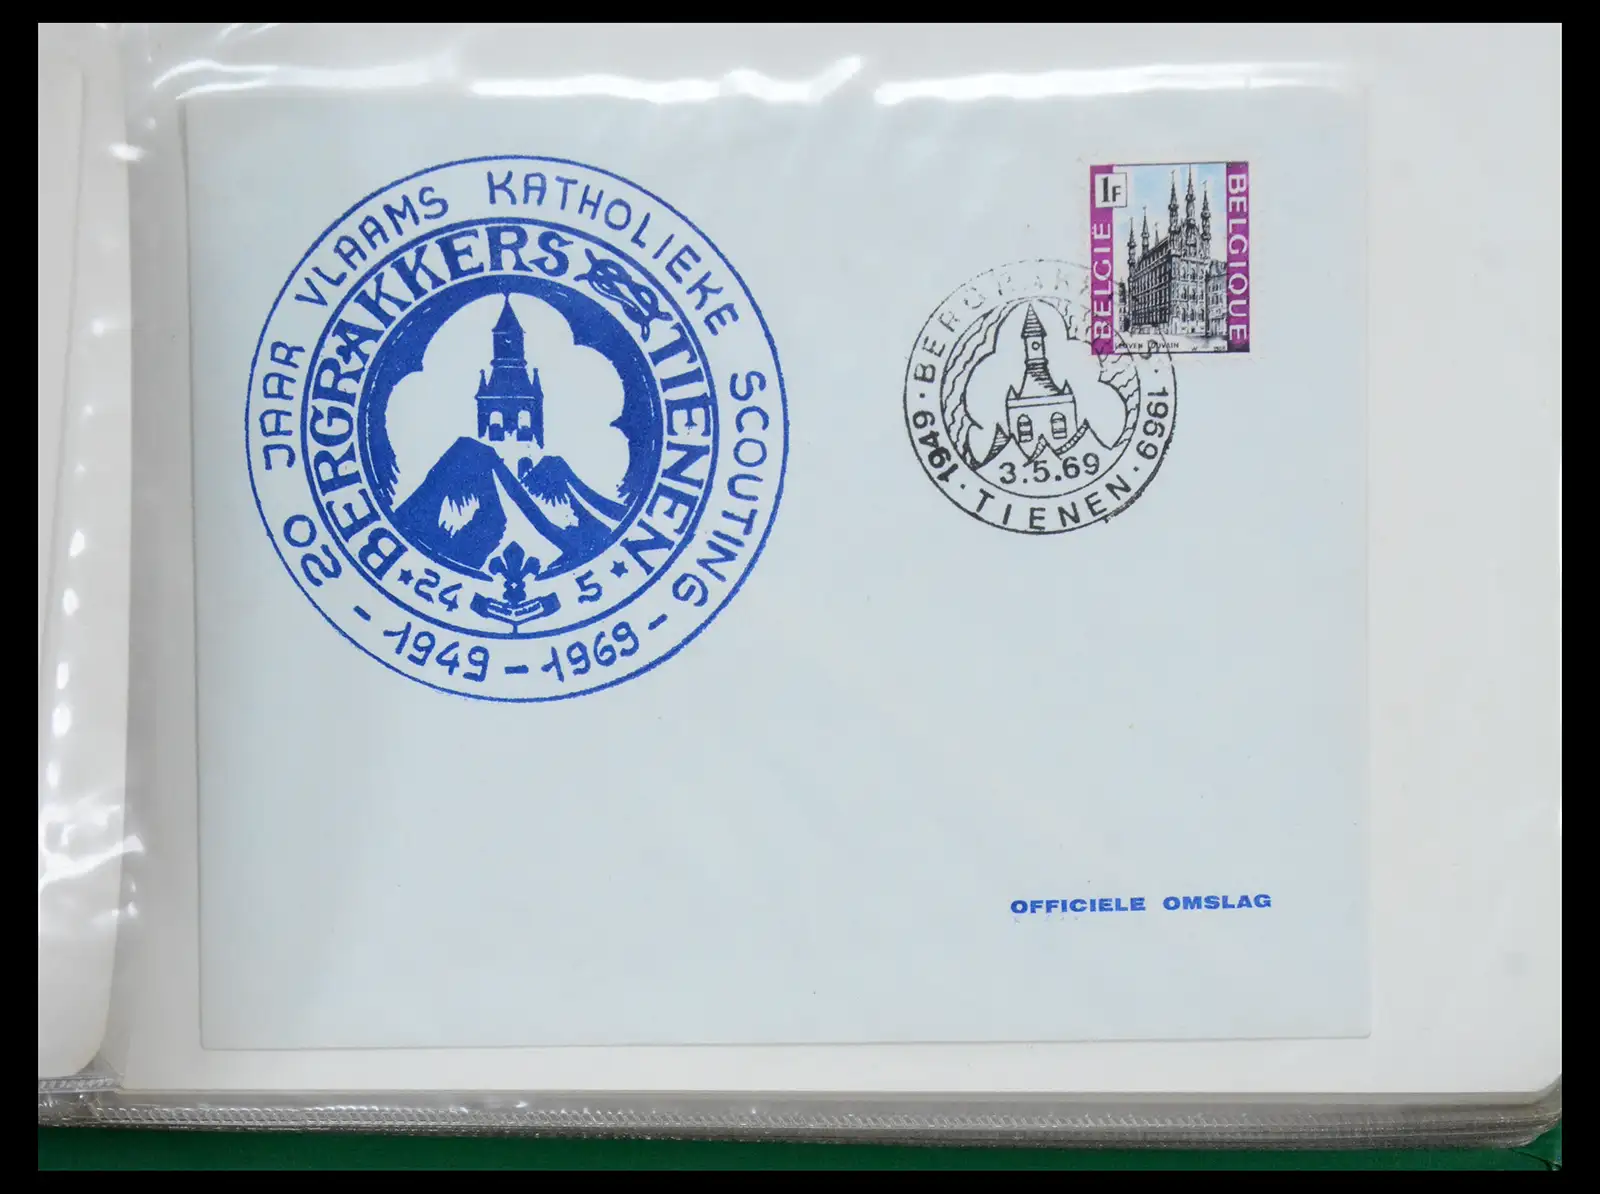 20 JAAR VLAAMS KATHOLIEKE SCOUTING
- 1949 - 1969 -
BERGRAKKERS TIENEN
★ 24 5 ★
1F
BELGIË
BELGIQUE
LOUVAIN
BERGRAKKERS
1949 · TIENEN · 1969
3.5.69
OFFICIELE OMSLAG